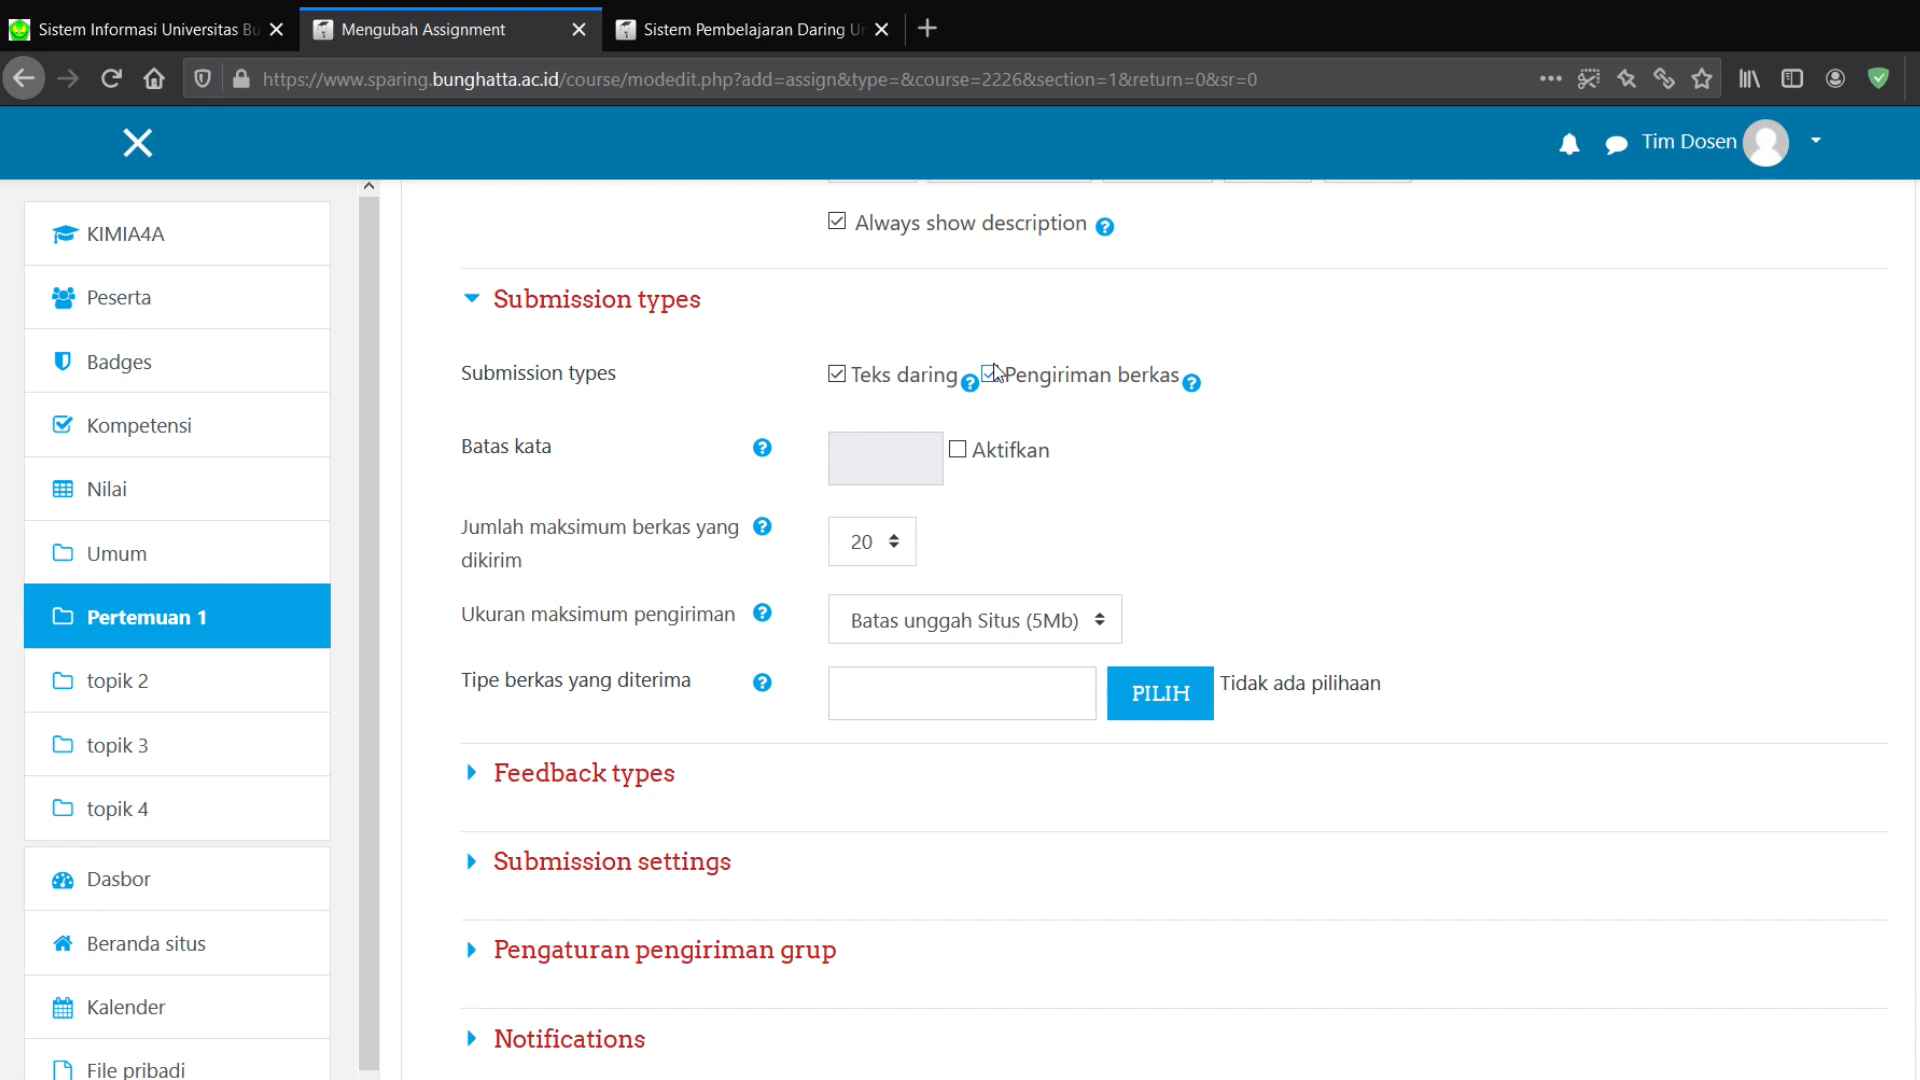 Sistem Informasi Universitas Bu
Mengubah Assignment
Sistem Pembelajaran Daring Un
https://www.sparing.bunghatta.ac.id/course/modedit.php?add=assign&type=&course=2226&section=1&return=0&sr=0
Tim Dosen
KIMIA4A
Peserta
Badges
Kompetensi
Nilai
Umum
Pertemuan 1
topik 2
topik 3
topik 4
Dasbor
Beranda situs
Kalender
File pribadi
Always show description
Submission types
Submission types
Teks daring Pengiriman berkas
Batas kata
Aktifkan
Jumlah maksimum berkas yang
dikirim
20
Ukuran maksimum pengiriman
Batas unggah Situs (5Mb)
Tipe berkas yang diterima
PILIH
Tidak ada pilihaan
Feedback types
Submission settings
Pengaturan pengiriman grup
Notifications